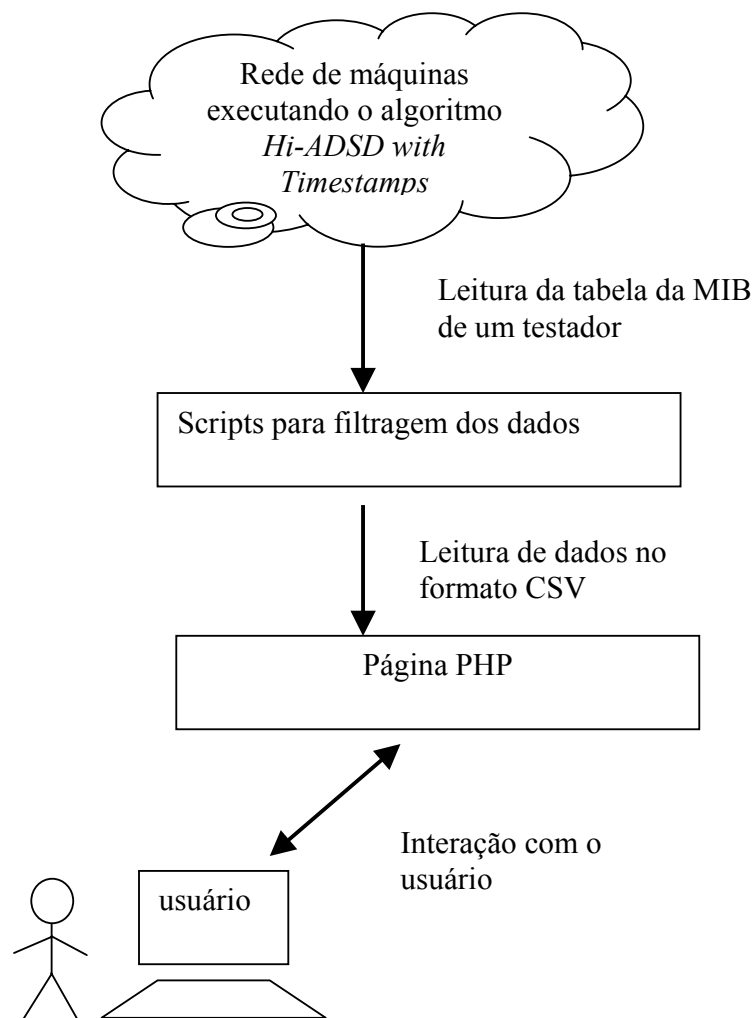 Rede de máquinas
executando o algoritmo
Hi-ADSD with
Timestamps
Leitura da tabela da MIB
de um testador
Scripts para filtragem dos dados
Leitura de dados no
formato CSV
Página PHP
Interação com o
usuário
usuário